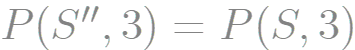 P(S'', 3) = P(S, 3)